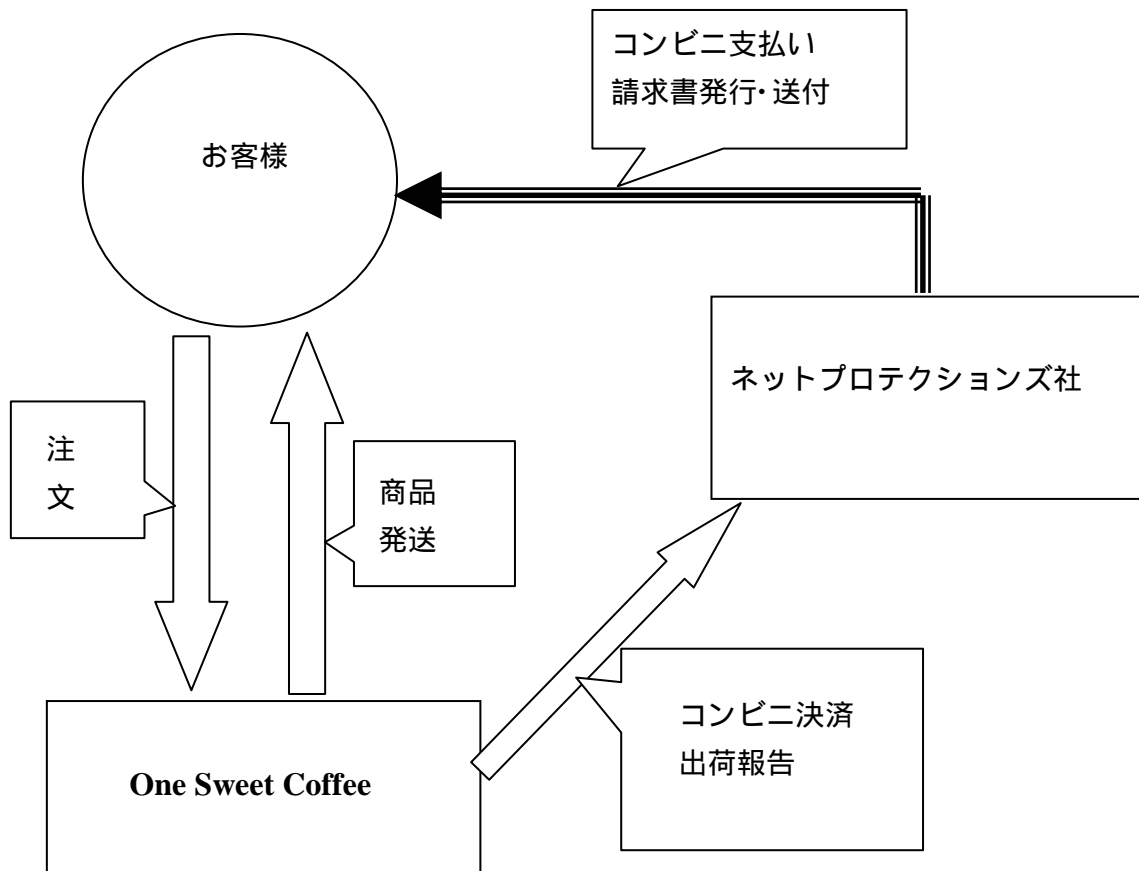 コンビニ支払い
請求書発行・送付
お客様
ネットプロテクションズ社
注
文
商品
発送
コンビニ決済
出荷報告
One Sweet Coffee